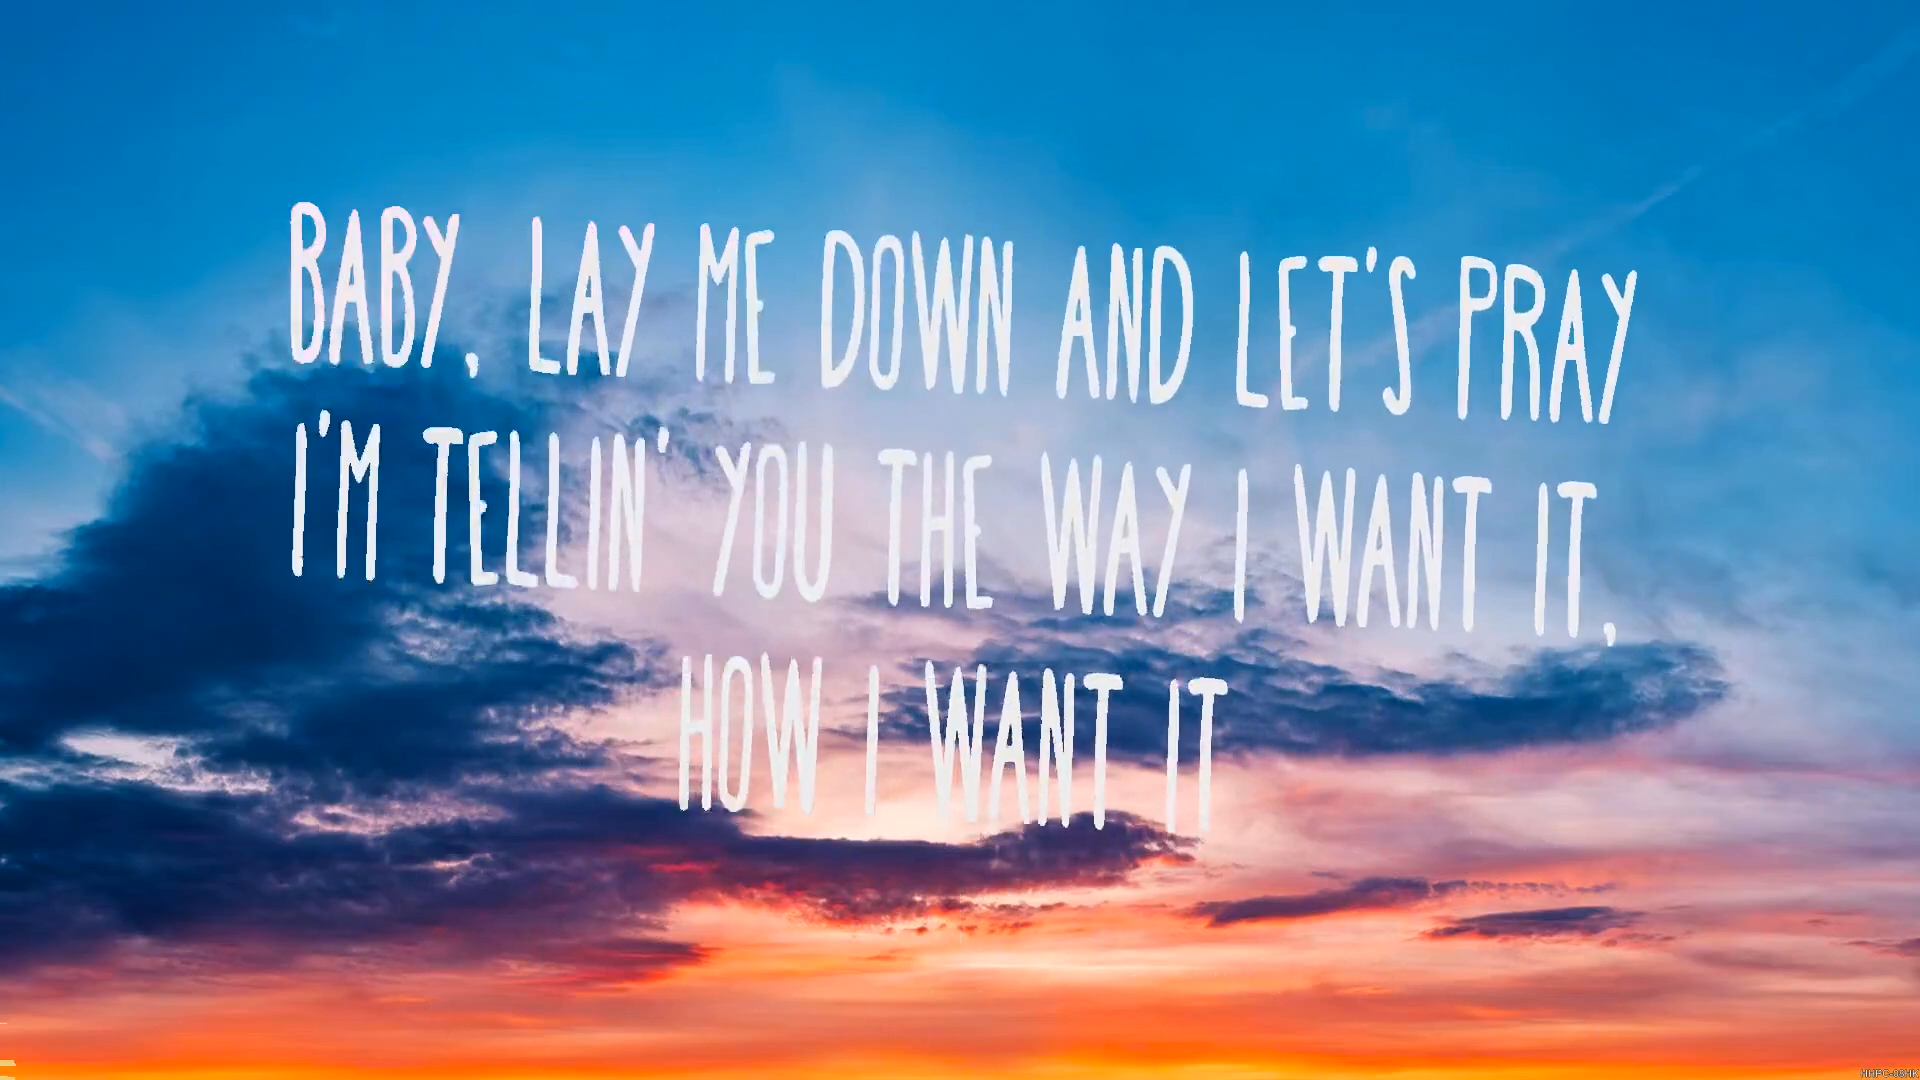 BABY, LAY ME DOWN AND LET'S PRAY
I'M TELLIN' YOU THE WAY I WANT IT,
HOW I WANT IT